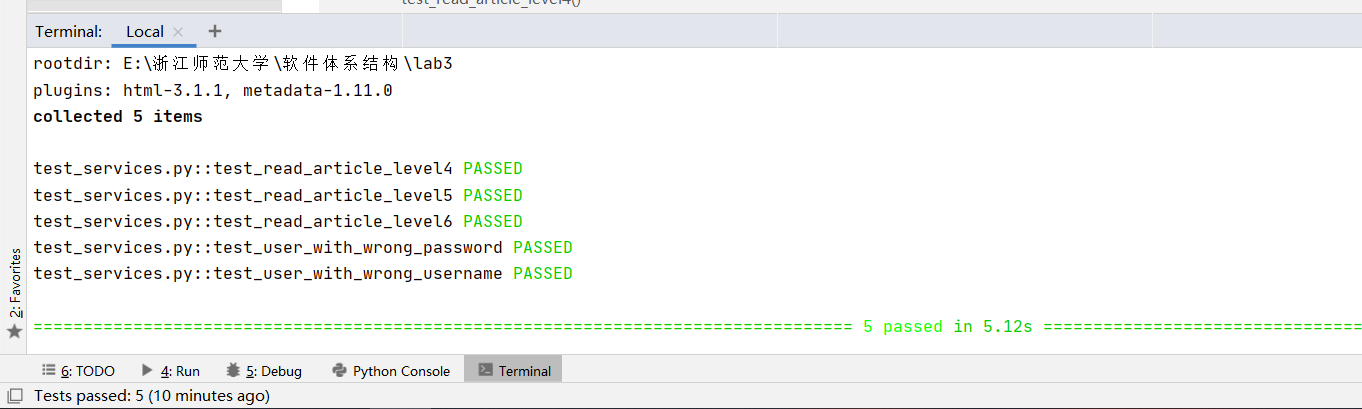 test_read_article_level4()
Terminal: Local × +
rootdir: E:\浙江师范大学\软件体系结构\lab3
plugins: html-3.1.1, metadata-1.11.0
collected 5 items
test_services.py::test_read_article_level4 PASSED
test_services.py::test_read_article_level5 PASSED
test_services.py::test_read_article_level6 PASSED
test_services.py::test_user_with_wrong_password PASSED
test_services.py::test_user_with_wrong_username PASSED
================================================================================== 5 passed in 5.12s ================================
2: Favorites
6: TODO 4: Run 5: Debug Python Console Terminal
Tests passed: 5 (10 minutes ago)